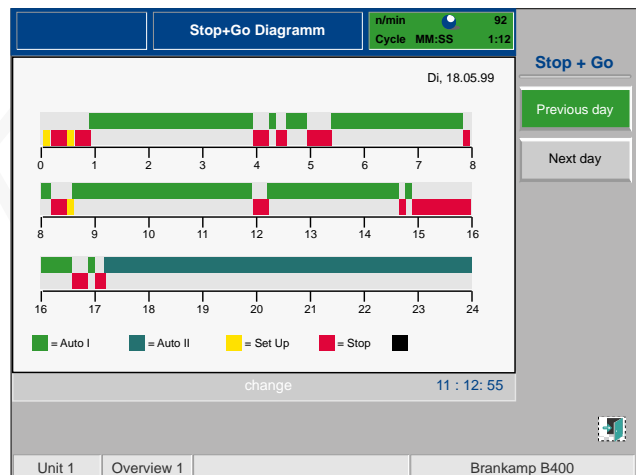 Stop+Go Diagramm
n/min 92
Cycle MM:SS 1:12
Stop + Go
Di, 18.05.99
Previous day
Next day
0 1 2 3 4 5 6 7 8
8 9 10 11 12 13 14 15 16
16 17 18 19 20 21 22 23 24
= Auto I = Auto II = Set Up = Stop
change 11 : 12: 55
Unit 1 Overview 1 Brankamp B400